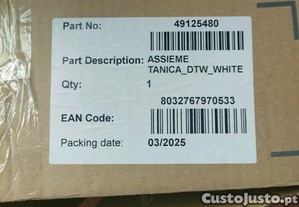 Part No: 49125480
Part Description: ASSIEME
TANICA_DTW_WHITE
Qty: 1
8032767970533
EAN Code:
Packing date: 03/2025
CustoJusto.pt